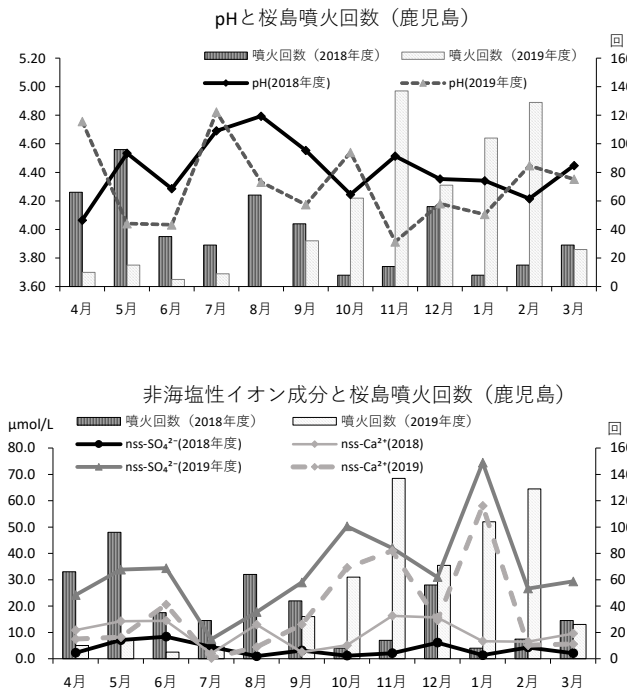 pHと桜島噴火回数（鹿児島）
回
噴火回数（2018年度） 噴火回数（2019年度）
pH(2018年度) pH(2019年度)
5.20 160
5.00 140
4.80 120
4.60 100
4.40 80
4.20 60
4.00 40
3.80 20
3.60 0
4月 5月 6月 7月 8月 9月 10月 11月 12月 1月 2月 3月
非海塩性イオン成分と桜島噴火回数（鹿児島）
μmol/L 回
噴火回数（2018年度） 噴火回数（2019年度）
nss-SO₄²⁻(2018年度) nss-Ca²⁺(2018)
nss-SO₄²⁻(2019年度) nss-Ca²⁺(2019)
80.0 160
70.0 140
60.0 120
50.0 100
40.0 80
30.0 60
20.0 40
10.0 20
0.0 0
4月 5月 6月 7月 8月 9月 10月 11月 12月 1月 2月 3月